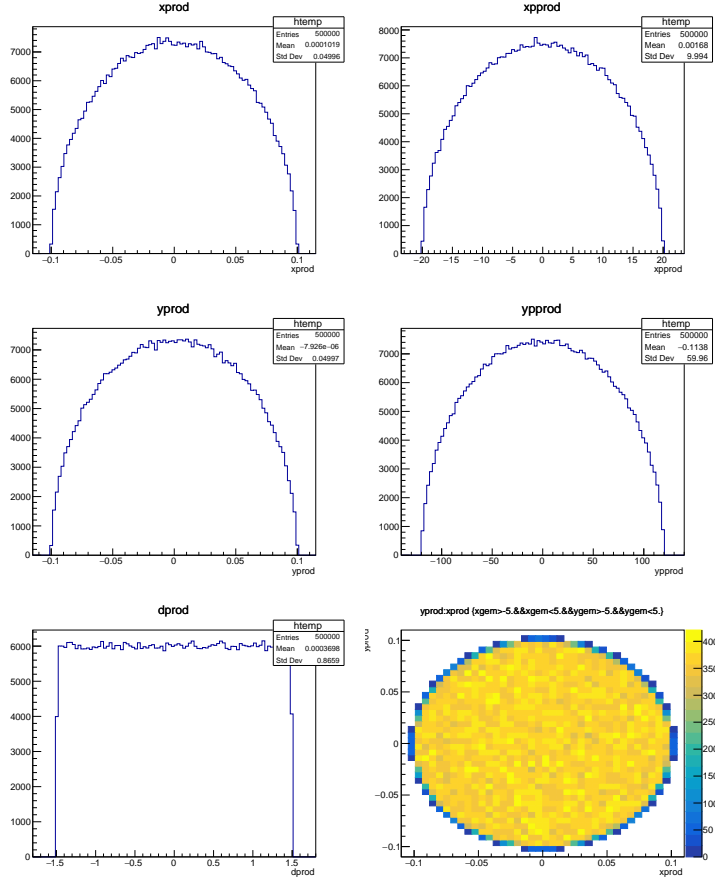 xprod
htemp
Entries 500000
Mean 0.0001019
Std Dev 0.04996
7000
6000
5000
4000
3000
2000
1000
0
−0.1 −0.05 0 0.05 0.1
xprod
xpprod
htemp
Entries 500000
Mean 0.00168
Std Dev 9.994
8000
7000
6000
5000
4000
3000
2000
1000
0
−20 −15 −10 −5 0 5 10 15 20
xpprod
yprod
htemp
Entries 500000
Mean −7.926e-06
Std Dev 0.04997
7000
6000
5000
4000
3000
2000
1000
0
−0.1 −0.05 0 0.05 0.1
yprod
ypprod
htemp
Entries 500000
Mean −0.1138
Std Dev 59.96
8000
7000
6000
5000
4000
3000
2000
1000
0
−100 −50 0 50 100
ypprod
dprod
htemp
Entries 500000
Mean 0.0003698
Std Dev 0.8659
6000
5000
4000
3000
2000
1000
0
−1.5 −1 −0.5 0 0.5 1 1.5
dprod
yprod:xprod {xgem>-5.&&xgem<5.&&ygem>-5.&&ygem<5.}
0.1
0.05
0
−0.05
−0.1
−0.1 −0.05 0 0.05 0.1
xprod
350
300
250
200
150
100
50
0